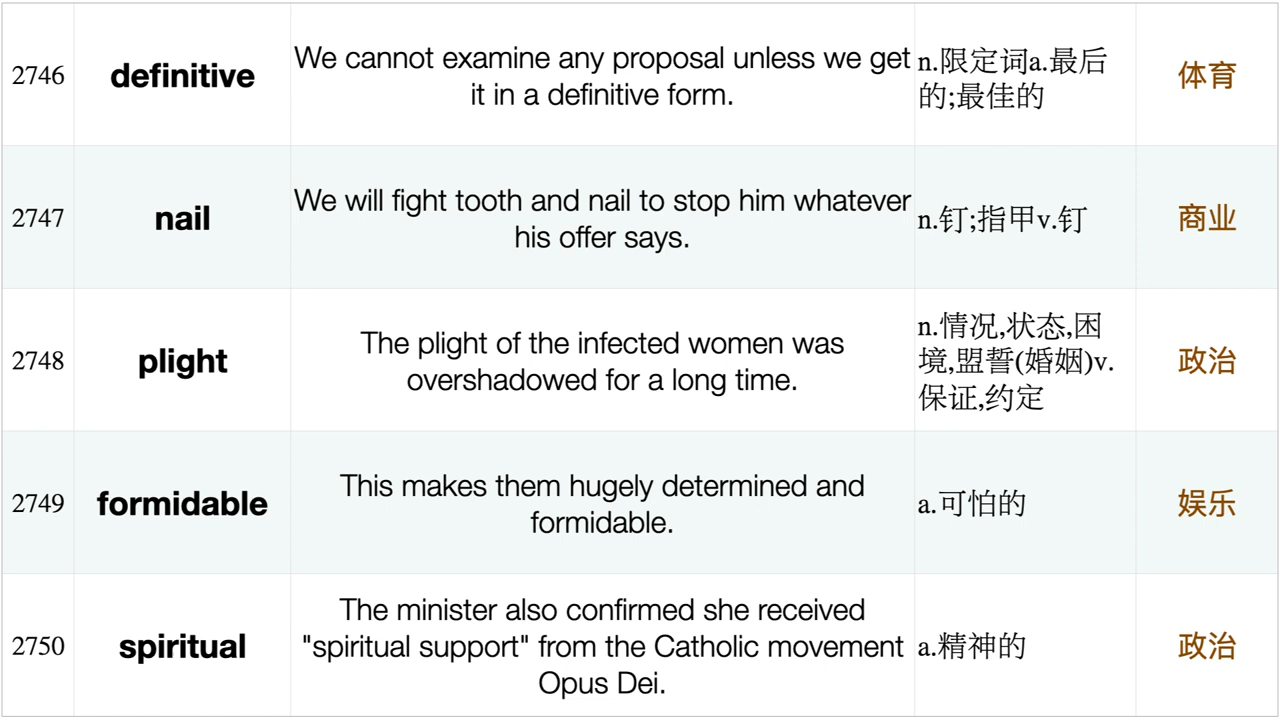 2746
definitive
We cannot examine any proposal unless we get
it in a definitive form.
n.限定词a.最后
的;最佳的
体育
2747
nail
We will fight tooth and nail to stop him whatever
his offer says.
n.钉;指甲v.钉
商业
2748
plight
The plight of the infected women was
overshadowed for a long time.
n.情况,状态,困
境,盟誓(婚姻)v.
保证,约定
政治
2749
formidable
This makes them hugely determined and
formidable.
a.可怕的
娱乐
2750
spiritual
The minister also confirmed she received
"spiritual support" from the Catholic movement
Opus Dei.
a.精神的
政治